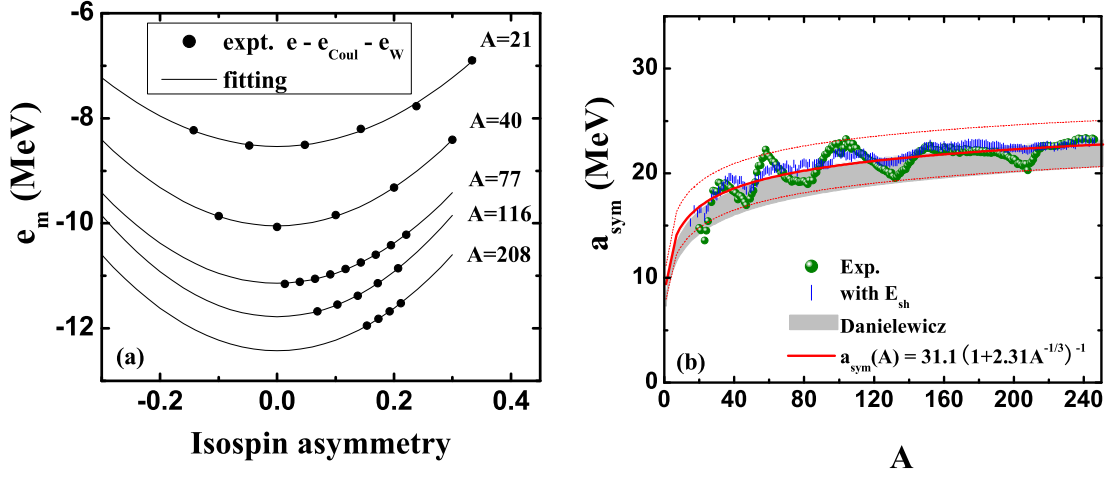 -6
-8
-10
-12
e_m (MeV)
expt. e - e_Coul - e_W
fitting
A=21
A=40
A=77
A=116
A=208
(a)
-0.2 0.0 0.2 0.4
Isospin asymmetry
30
20
10
0
a_sym (MeV)
Exp.
with E_sh
Danielewicz
a_sym(A) = 31.1 (1+2.31A^-1/3)^-1
(b)
0 40 80 120 160 200 240
A